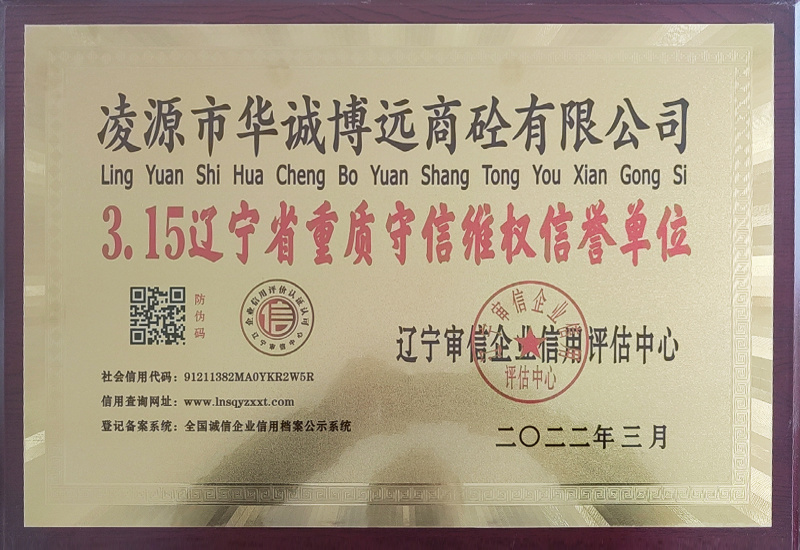 凌源市华诚博远商砼有限公司
Ling Yuan Shi Hua Cheng Bo Yuan Shang Tong You Xian Gong Si
3.15辽宁省重质守信维权信誉单位
防伪码
信
辽宁审信企业信用评估中心
评估中心
社会信用代码：91211382MA0YKR2W5R
信用查询网址：www.lnsqyzxxt.com
登记备案系统：全国诚信企业信用档案公示系统
二〇二二年三月